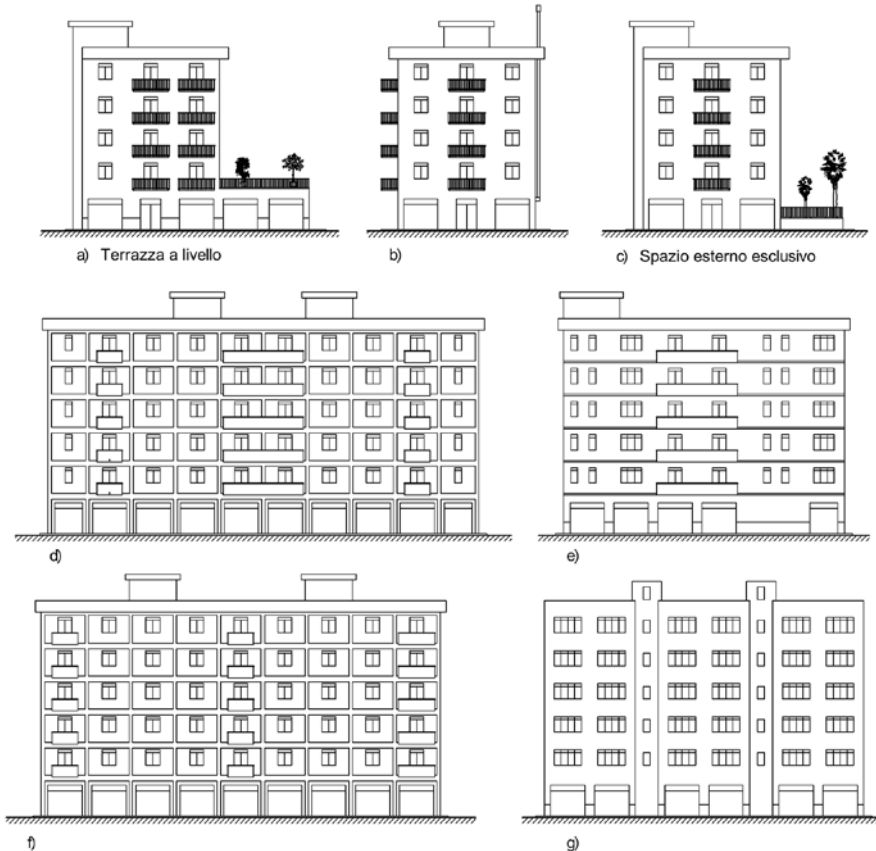 a) Terrazza a livello
b)
c) Spazio esterno esclusivo
d)
e)
f)
g)